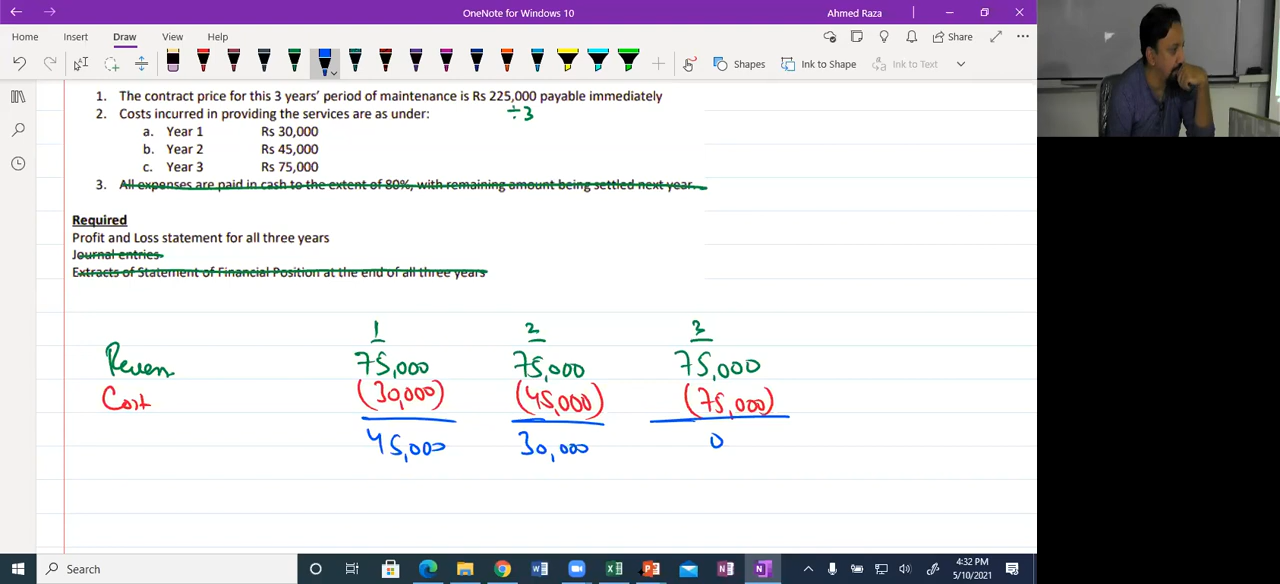 OneNote for Windows 10
Ahmed Raza
Home Insert Draw View Help
Share
Shapes Ink to Shape Ink to Text
1. The contract price for this 3 years' period of maintenance is Rs 225,000 payable immediately
÷3
2. Costs incurred in providing the services are as under:
a. Year 1 Rs 30,000
b. Year 2 Rs 45,000
c. Year 3 Rs 75,000
3. All expenses are paid in cash to the extent of 80%, with remaining amount being settled next year.
Required
Profit and Loss statement for all three years
Journal entries
Extracts of Statement of Financial Position at the end of all three years
1 2 3
75,000 75,000 75,000
Cost (30,000) (45,000) (75,000)
45,000 30,000 0
Search
4:32 PM
5/10/2021